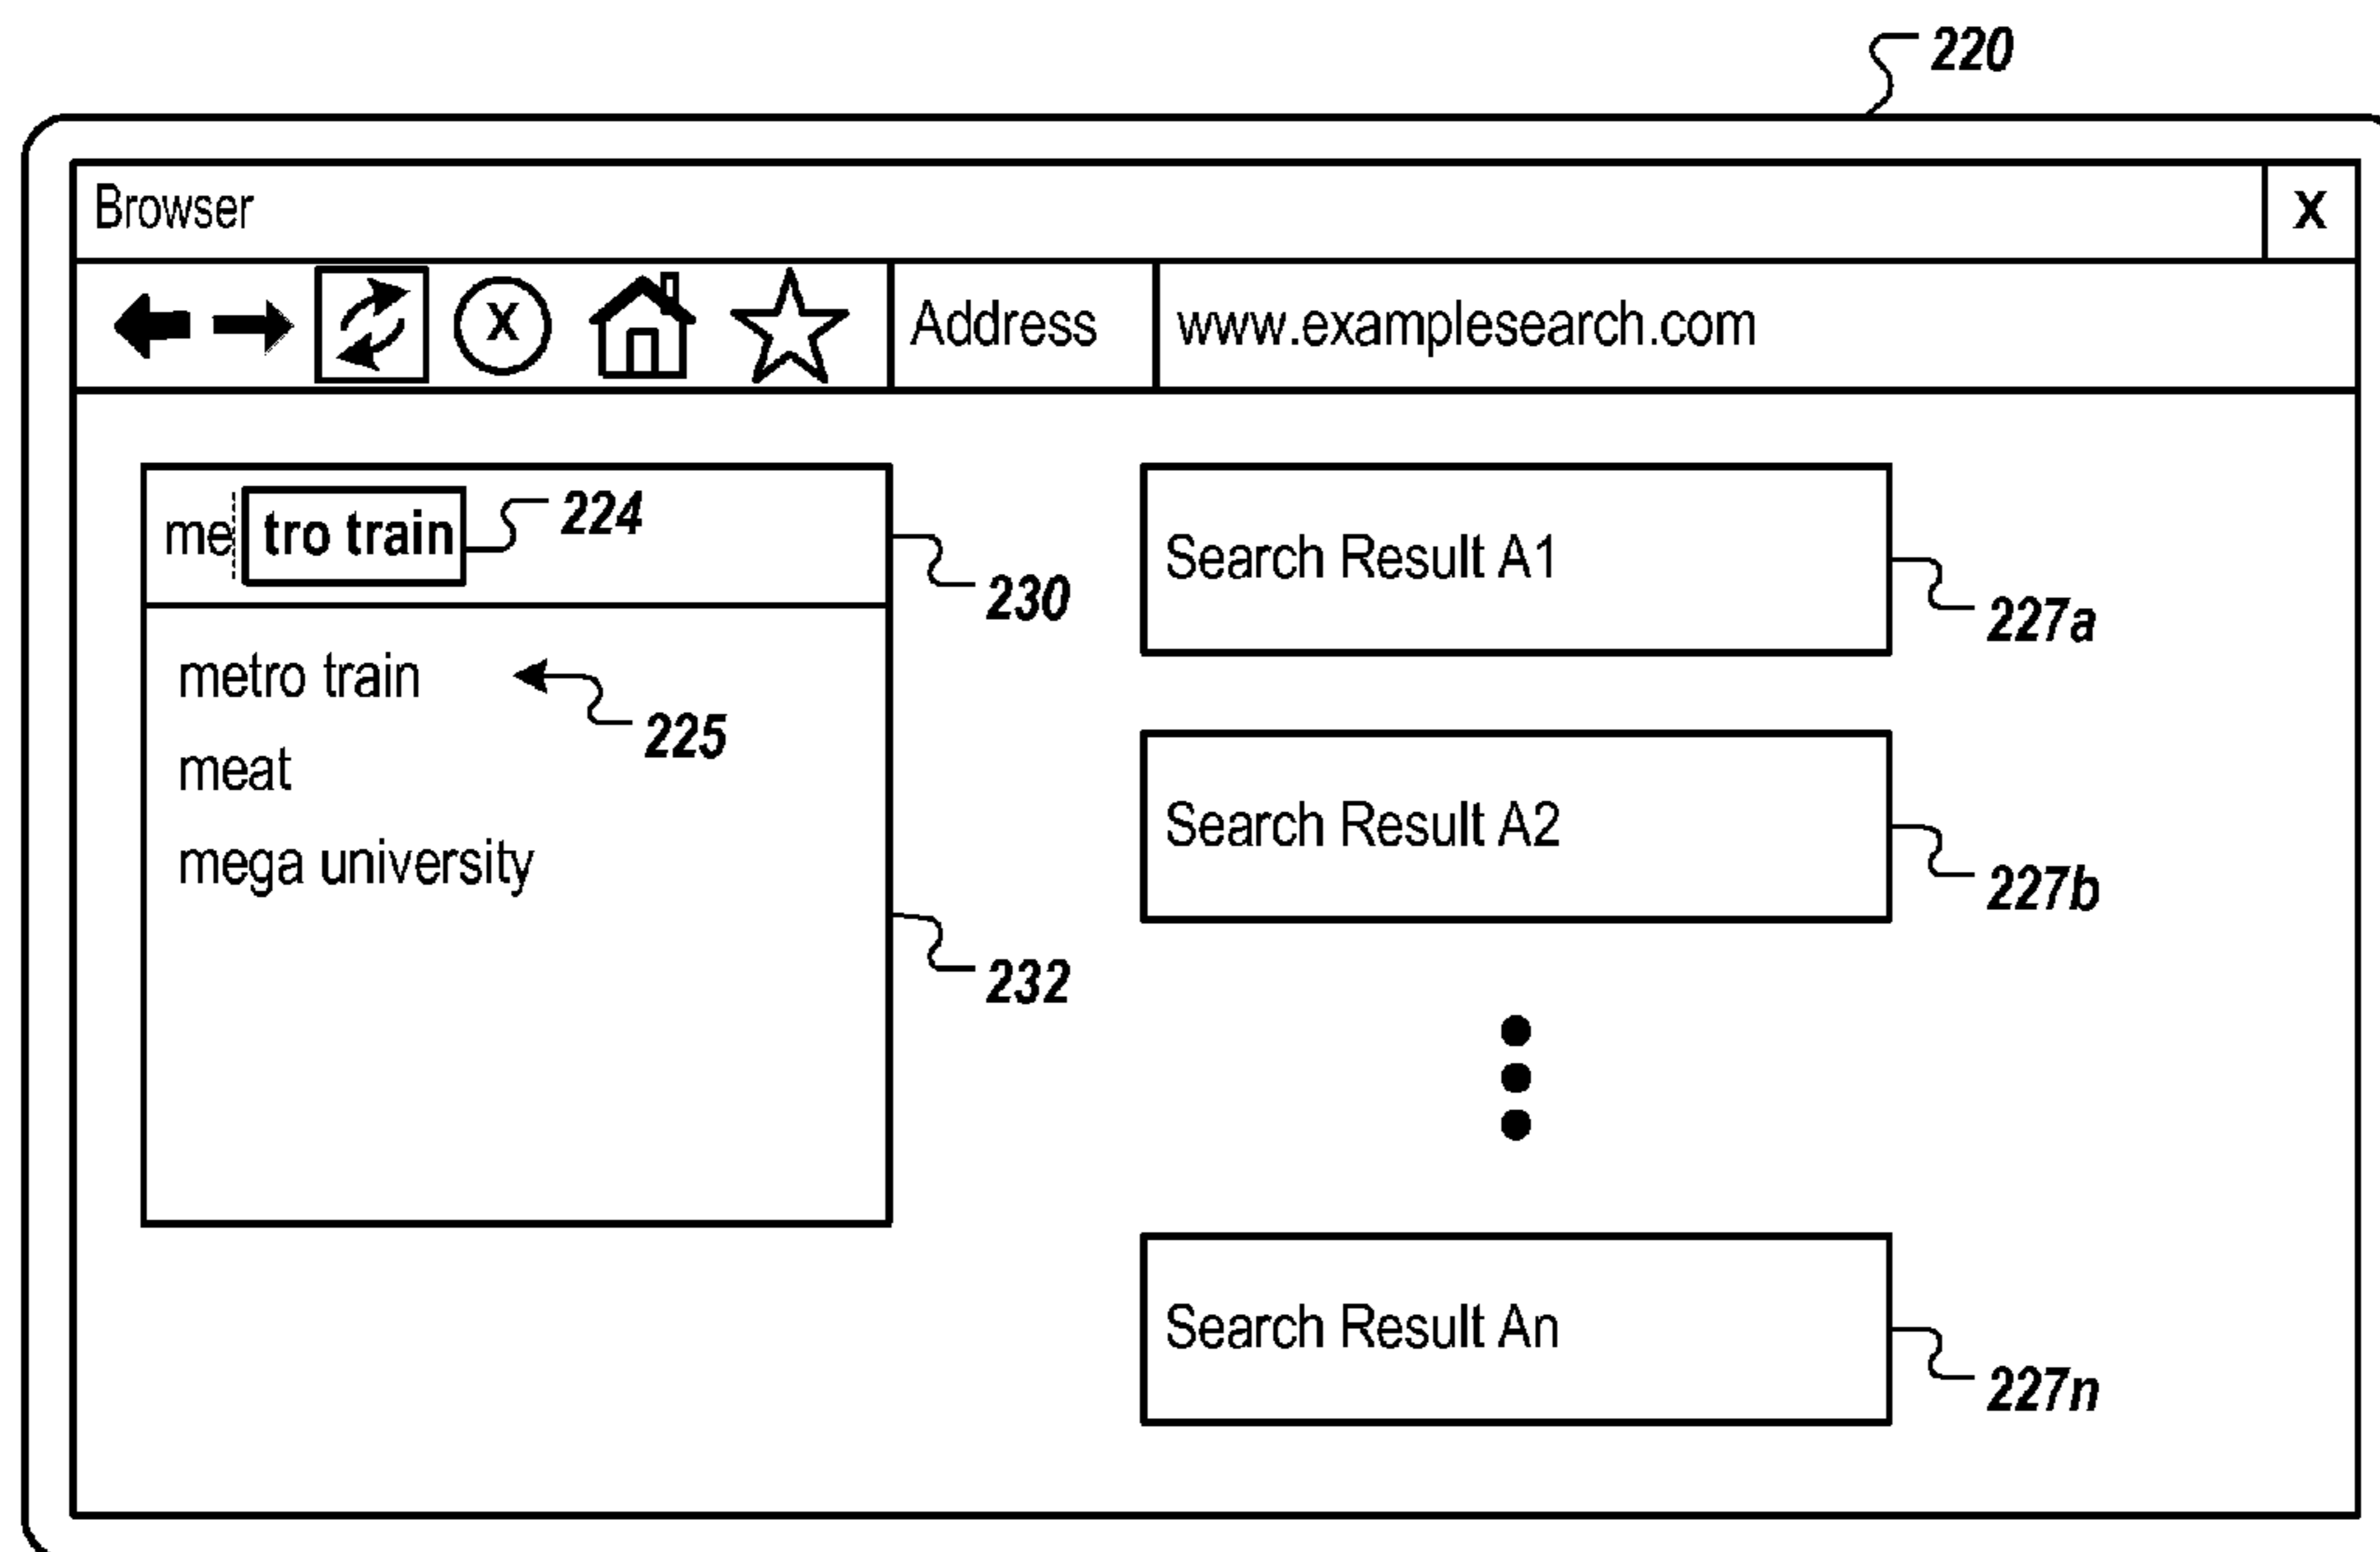 220
Browser X
X Address www.examplesearch.com
me tro train 224
230
metro train
225
meat
mega university
232
Search Result A1
227a
Search Result A2
227b
Search Result An
227n